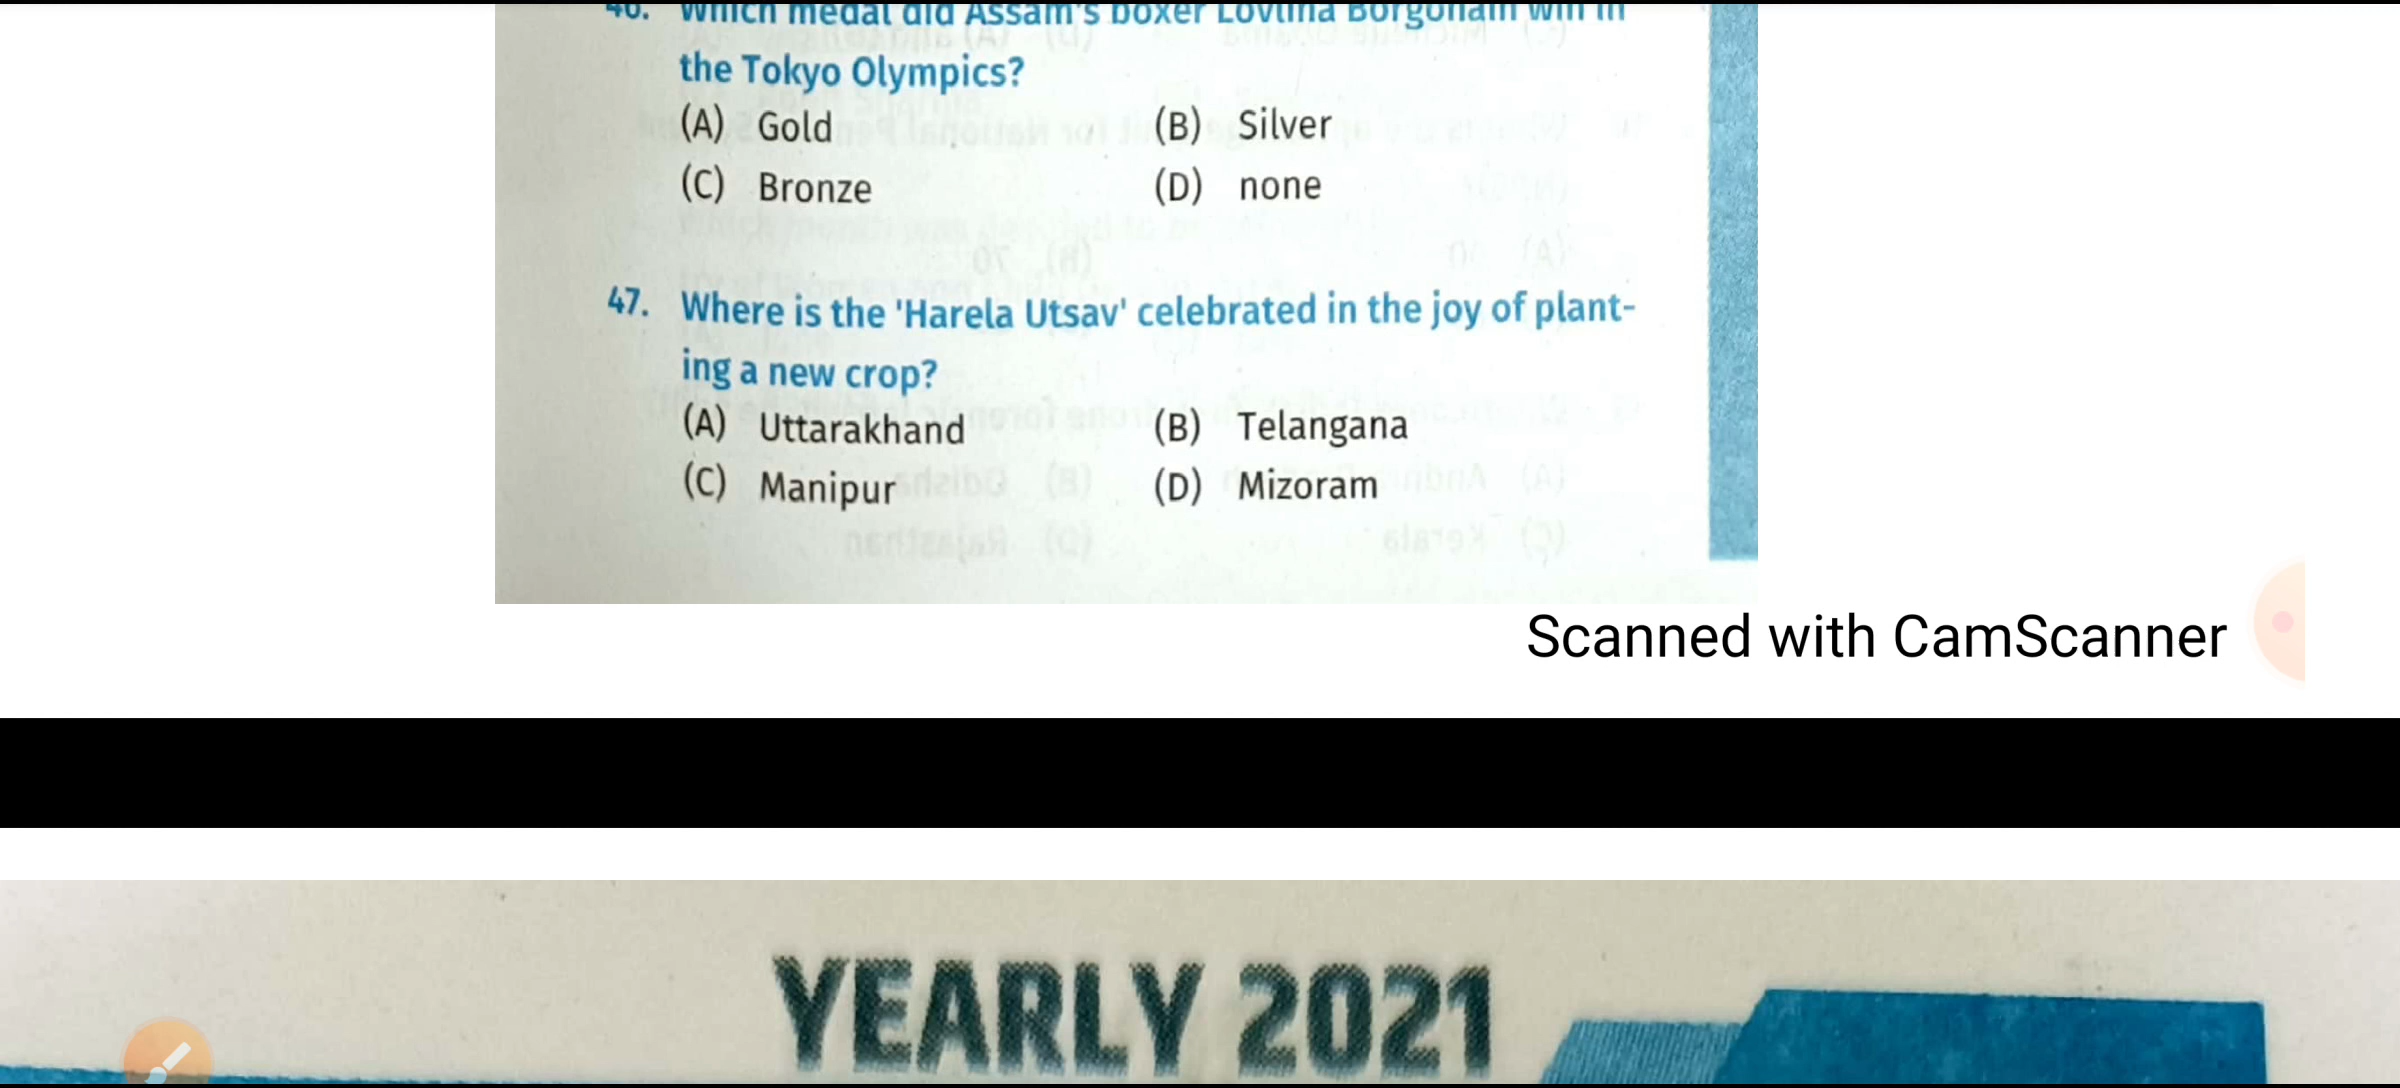 46. Which medal did Assam's boxer Lovlina Borgohain win in
the Tokyo Olympics?
(A) Gold (B) Silver
(C) Bronze (D) none
47. Where is the 'Harela Utsav' celebrated in the joy of plant-
ing a new crop?
(A) Uttarakhand (B) Telangana
(C) Manipur (D) Mizoram
Scanned with CamScanner
YEARLY 2021